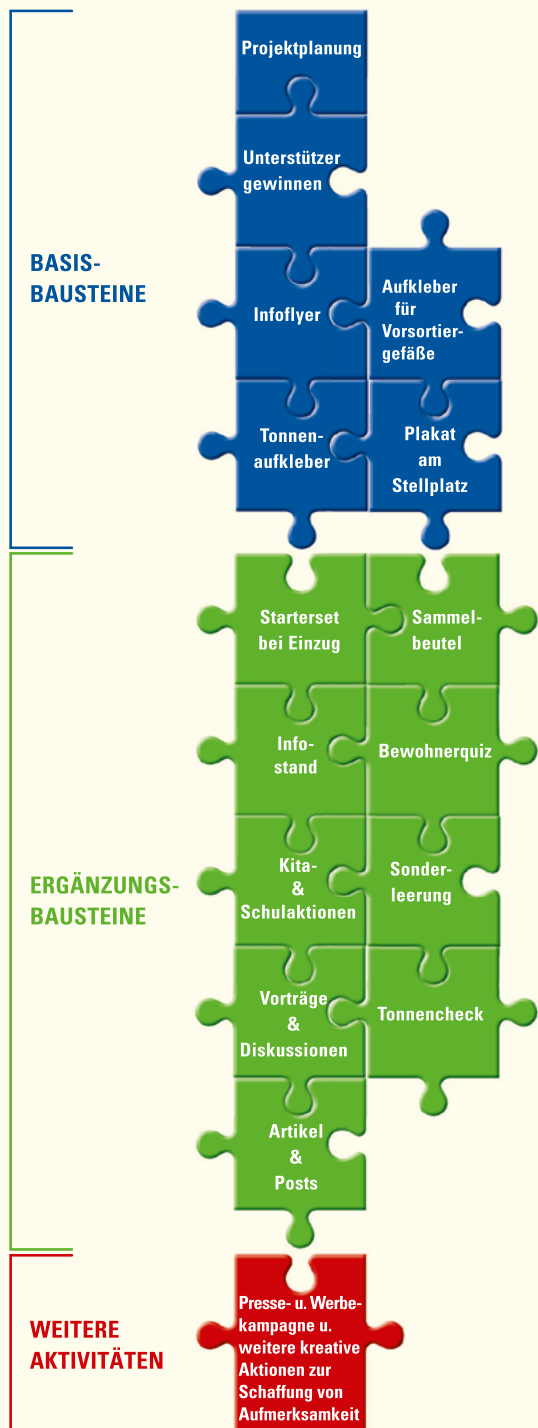 BASIS-
BAUSTEINE
Projektplanung
Unterstützer
gewinnen
Infoflyer
Aufkleber
für
Vorsortier-
gefäße
Tonnen-
aufkleber
Plakat
am
Stellplatz
ERGÄNZUNGS-
BAUSTEINE
Starterset
bei Einzug
Sammel-
beutel
Info-
stand
Bewohnerquiz
Kita-
&
Schulaktionen
Sonder-
leerung
Vorträge
&
Diskussionen
Tonnencheck
Artikel
&
Posts
WEITERE
AKTIVITÄTEN
Presse- u. Werbe-
kampagne u.
weitere kreative
Aktionen zur
Schaffung von
Aufmerksamkeit